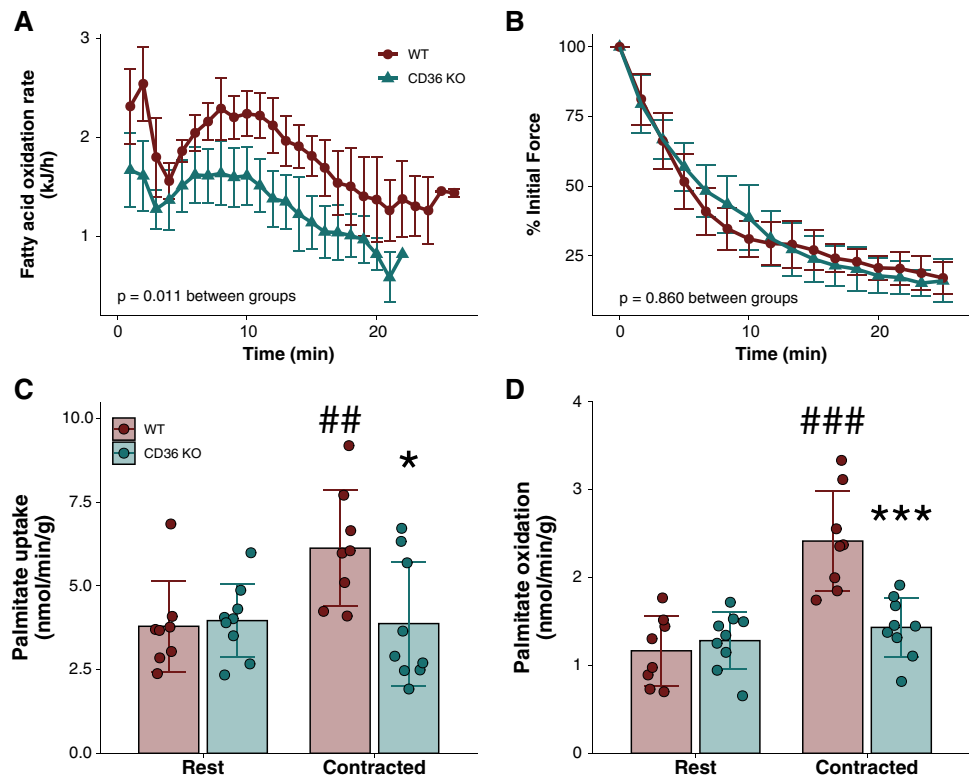 A
Fatty acid oxidation rate
(kJ/h)
3
2
1
WT
CD36 KO
p = 0.011 between groups
0
10
20
Time (min)
B
% Initial Force
100
75
50
25
p = 0.860 between groups
0
10
20
Time (min)
C
Palmitate uptake
(nmol/min/g)
10.0
7.5
5.0
2.5
0.0
WT
CD36 KO
##
*
Rest
Contracted
D
Palmitate oxidation
(nmol/min/g)
4
3
2
1
0
###
***
Rest
Contracted